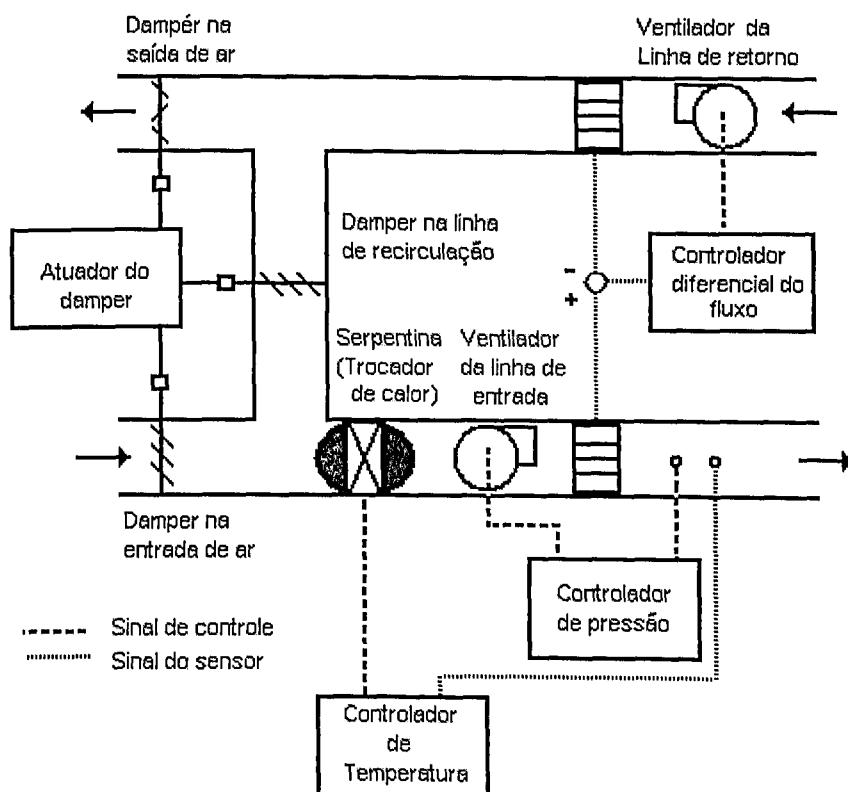 Dampér na
saída de ar
Ventilador da
Linha de retorno
Atuador do
damper
Damper na linha
de recirculação
-
+
Controlador
diferencial do
fluxo
Serpentina
(Trocador
de calor)
Ventilador
da linha de
entrada
Damper na
entrada de ar
Controlador
de pressão
Sinal de controle
Sinal do sensor
Controlador
de
Temperatura